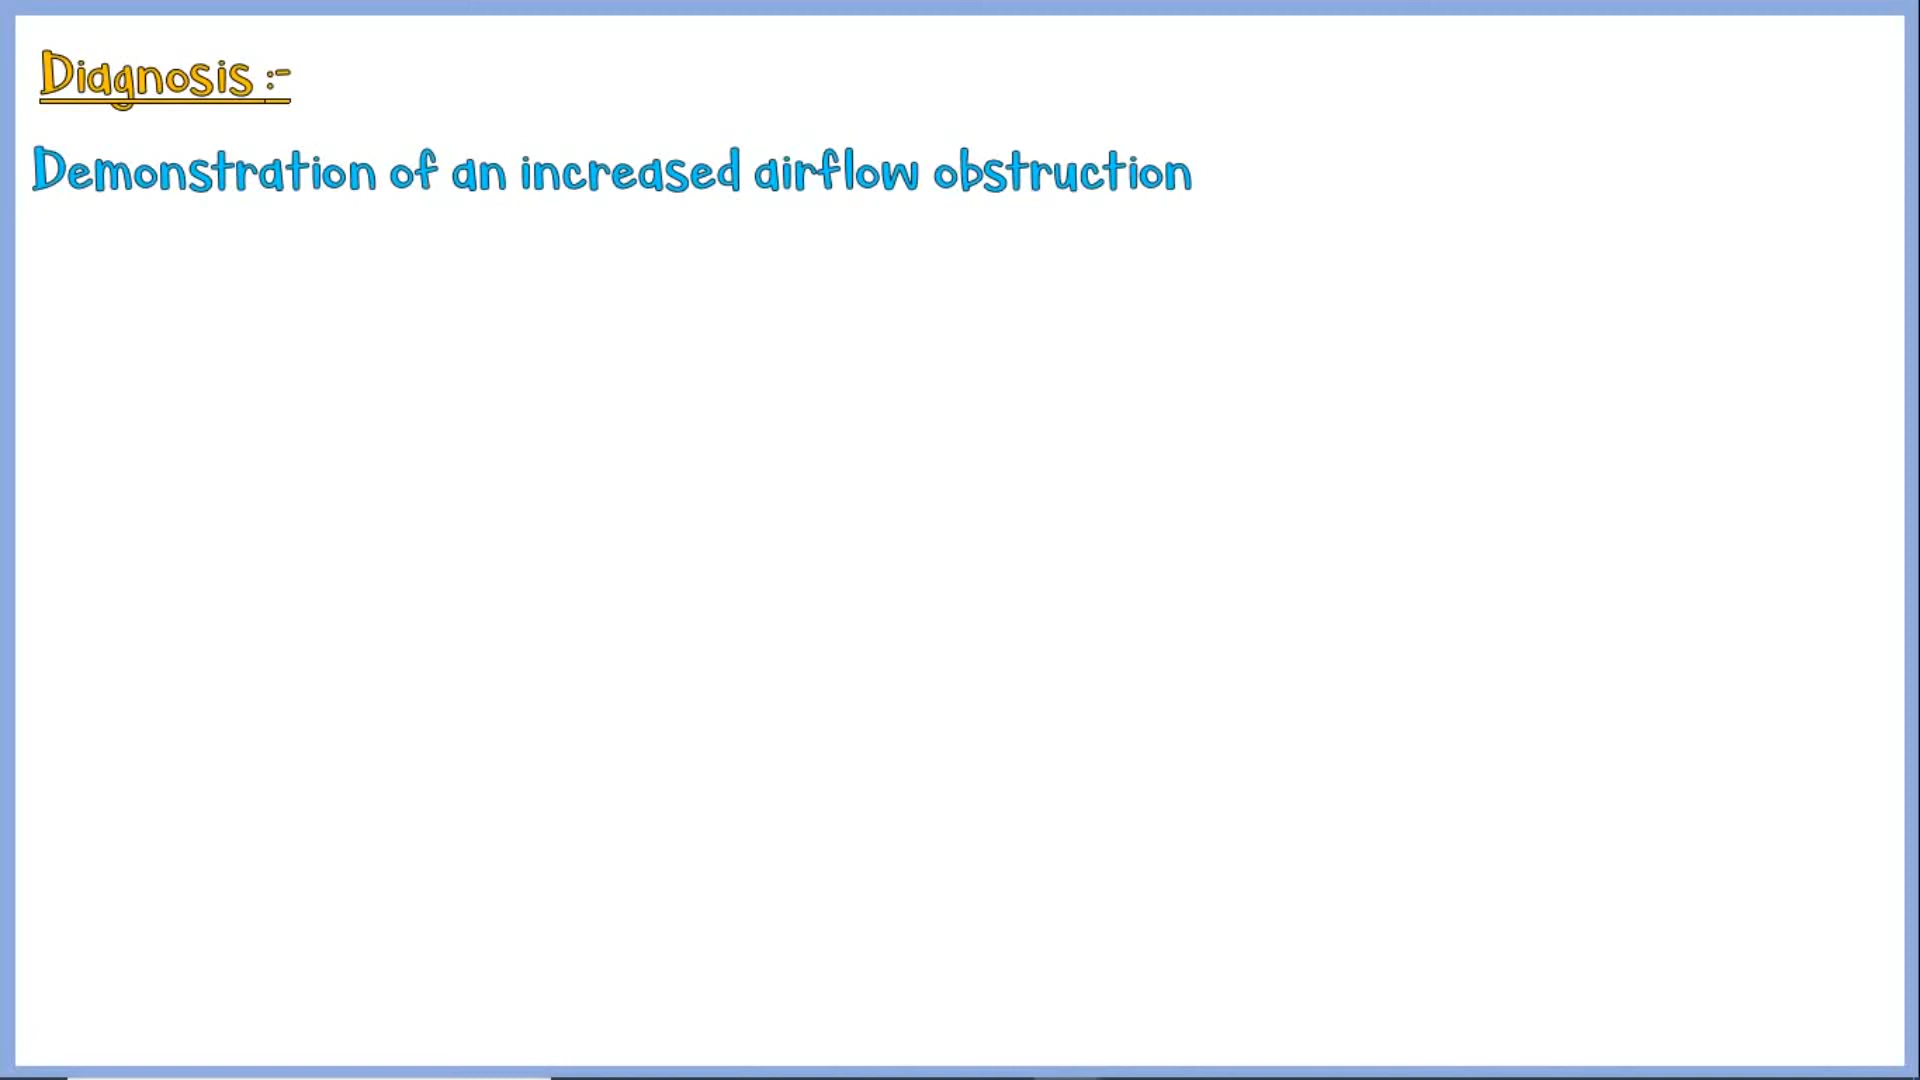 Diagnosis :-
Demonstration of an increased airflow obstruction